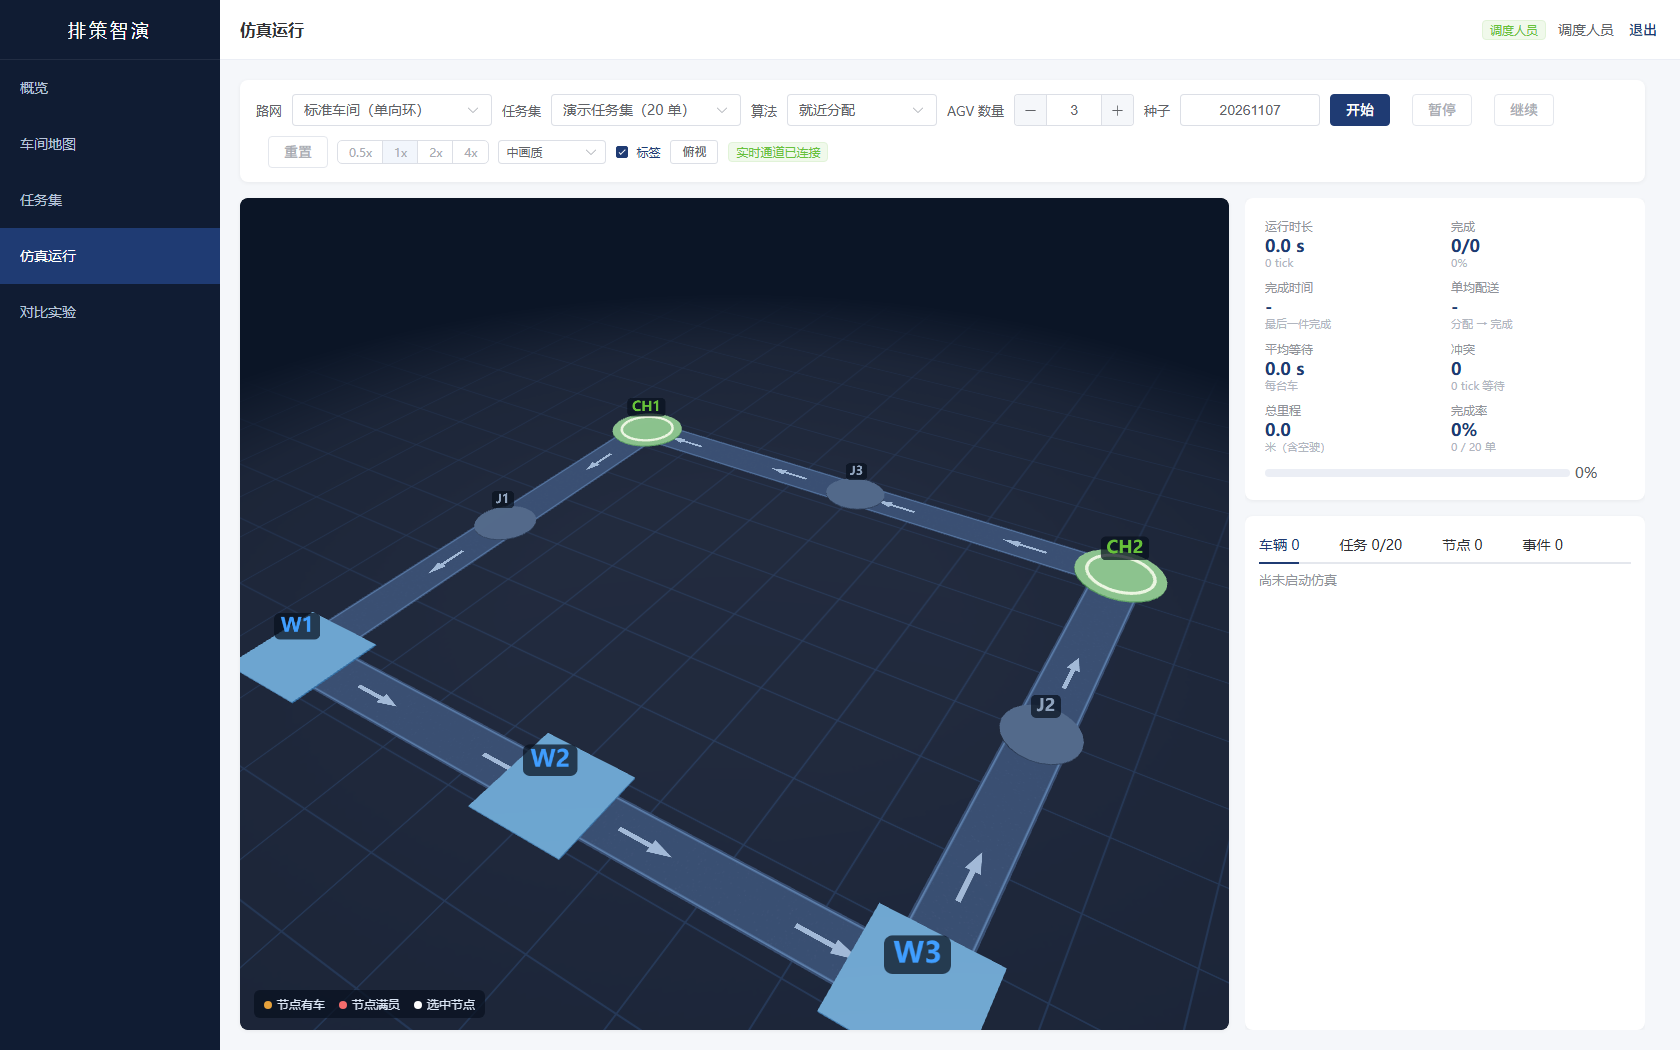 排策智演
概览
车间地图
任务集
仿真运行
对比实验
仿真运行
调度人员 调度人员 退出
路网 标准车间（单向环） 任务集 演示任务集（20 单） 算法 就近分配 AGV 数量 − 3 + 种子 20261107 开始 暂停 继续
重置 0.5x 1x 2x 4x 中画质 标签 俯视 实时通道已连接
CH1
J3
J1
CH2
W1
J2
W2
W3
节点有车 节点满员 选中节点
运行时长 完成
0.0 s 0/0
0 tick 0%
完成时间 单均配送
- -
最后一件完成 分配 → 完成
平均等待 冲突
0.0 s 0
每台车 0 tick 等待
总里程 完成率
0.0 0%
米（含空驶） 0 / 20 单
0%
车辆 0 任务 0/20 节点 0 事件 0
尚未启动仿真